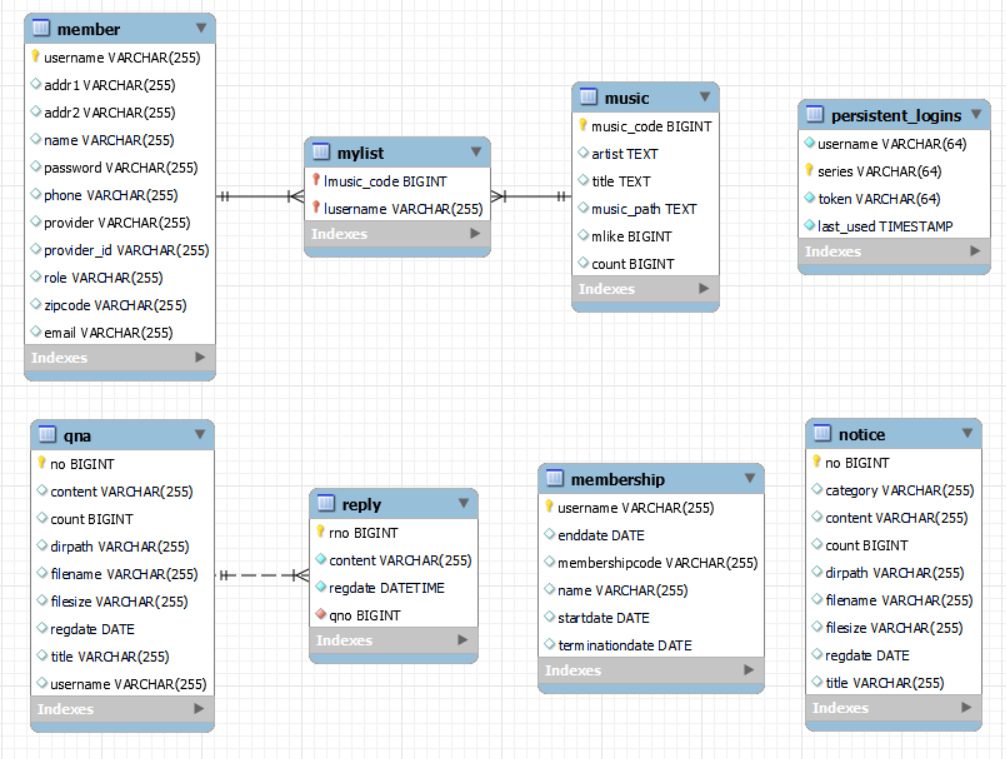 member
username VARCHAR(255)
addr1 VARCHAR(255)
addr2 VARCHAR(255)
name VARCHAR(255)
password VARCHAR(255)
phone VARCHAR(255)
provider VARCHAR(255)
provider_id VARCHAR(255)
role VARCHAR(255)
zipcode VARCHAR(255)
email VARCHAR(255)
Indexes
mylist
lmusic_code BIGINT
lusername VARCHAR(255)
Indexes
music
music_code BIGINT
artist TEXT
title TEXT
music_path TEXT
mlike BIGINT
count BIGINT
Indexes
persistent_logins
username VARCHAR(64)
series VARCHAR(64)
token VARCHAR(64)
last_used TIMESTAMP
Indexes
qna
no BIGINT
content VARCHAR(255)
count BIGINT
dirpath VARCHAR(255)
filename VARCHAR(255)
filesize VARCHAR(255)
regdate DATE
title VARCHAR(255)
username VARCHAR(255)
Indexes
reply
rno BIGINT
content VARCHAR(255)
regdate DATETIME
qno BIGINT
Indexes
membership
username VARCHAR(255)
enddate DATE
membershipcode VARCHAR(255)
name VARCHAR(255)
startdate DATE
terminationdate DATE
Indexes
notice
no BIGINT
category VARCHAR(255)
content VARCHAR(255)
count BIGINT
dirpath VARCHAR(255)
filename VARCHAR(255)
filesize VARCHAR(255)
regdate DATE
title VARCHAR(255)
Indexes